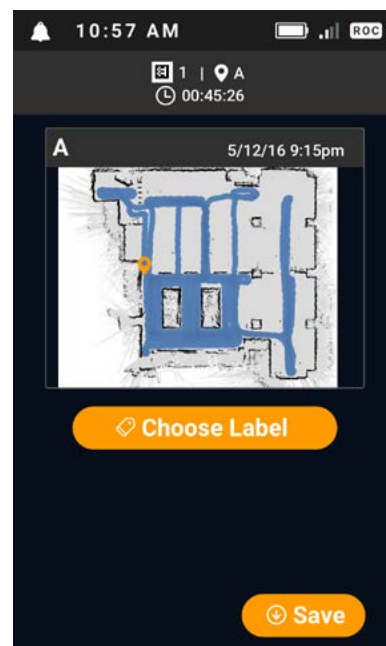 10:57 AM ROC
1 | A
00:45:26
A 5/12/16 9:15pm
Choose Label
Save